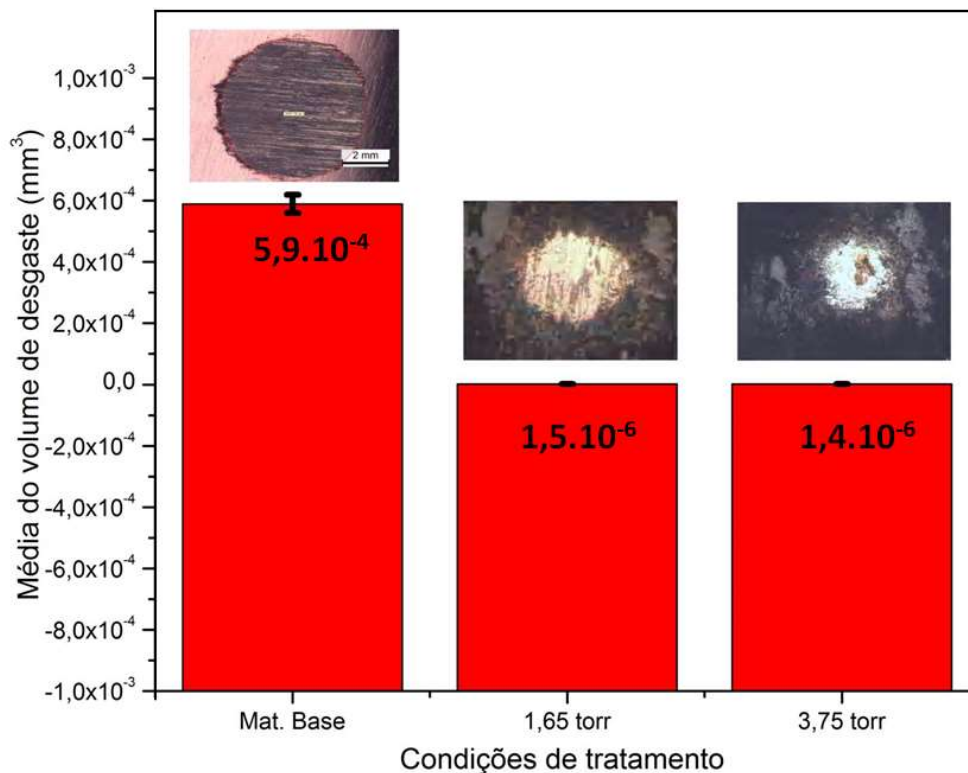 Média do volume de desgaste (mm³)
1,0x10⁻³
8,0x10⁻⁴
6,0x10⁻⁴
4,0x10⁻⁴
2,0x10⁻⁴
0,0
-2,0x10⁻⁴
-4,0x10⁻⁴
-6,0x10⁻⁴
-8,0x10⁻⁴
-1,0x10⁻³
2 mm
5,9.10⁻⁴
1,5.10⁻⁶
1,4.10⁻⁶
Mat. Base
1,65 torr
3,75 torr
Condições de tratamento